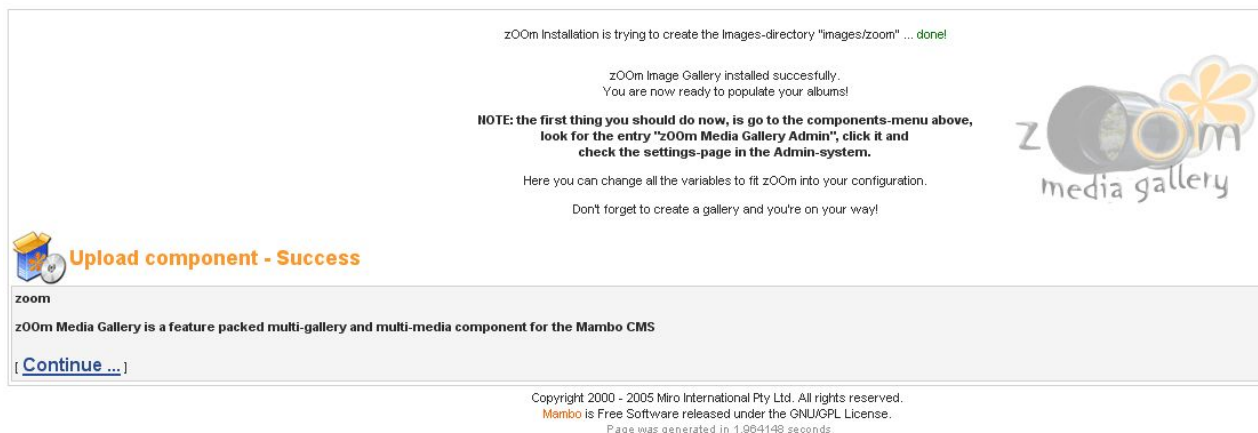 zOOm Installation is trying to create the Images-directory "images/zoom" ... done!
zOOm Image Gallery installed succesfully.
You are now ready to populate your albums!
NOTE: the first thing you should do now, is go to the components-menu above,
look for the entry "zOOm Media Gallery Admin", click it and
check the settings-page in the Admin-system.
Here you can change all the variables to fit zOOm into your configuration.
Don't forget to create a gallery and you're on your way!
zoom
media gallery
Upload component - Success
zoom
zOOm Media Gallery is a feature packed multi-gallery and multi-media component for the Mambo CMS
[ Continue ... ]
Copyright 2000 - 2005 Miro International Pty Ltd. All rights reserved.
Mambo is Free Software released under the GNU/GPL License.
Page was generated in 1.964148 seconds